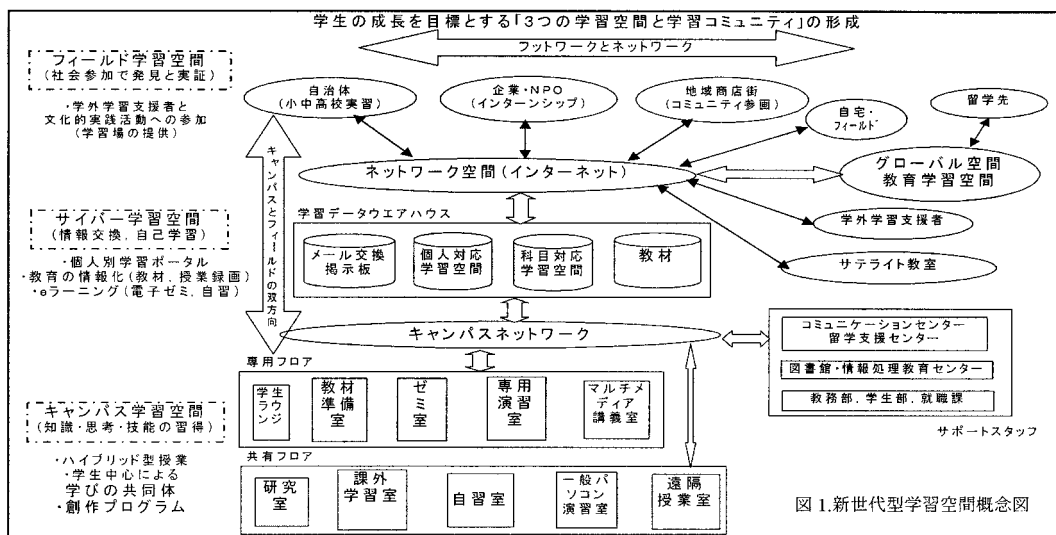 学生の成長を目標とする「3つの学習空間と学習コミュニティ」の形成
フットワークとネットワーク
フィールド学習空間
(社会参加で発見と実証)
・学外学習支援者と
文化的実践活動への参加
(学習場の提供)
自治体
(小中高校実習)
企業・NPO
(インターンシップ)
地域商店街
(コミュニティ参画)
自宅・
フィールド
留学先
キャンパスとフィールドの双方向
ネットワーク空間(インターネット)
グローバル空間
教育学習空間
学外学習支援者
サテライト教室
サイバー学習空間
(情報交換、自己学習)
・個人別学習ポータル
・教育の情報化(教材、授業録画)
・eラーニング(電子ゼミ、自習)
学習データウエアハウス
メール交換
掲示板
個人対応
学習空間
科目対応
学習空間
教材
キャンパスネットワーク
コミュニケーションセンター
留学支援センター
図書館・情報処理教育センター
教務部、学生部、就職課
サポートスタッフ
キャンパス学習空間
(知識・思考・技能の習得)
・ハイブリッド型授業
・学生中心による
学びの共同体
・創作プログラム
専用フロア
学生
ラウ
ンジ
教材
準備
室
ゼミ
室
専用
演習
室
マルチメ
ディア
講義室
共有フロア
研究
室
課外
学習室
自習室
一般パ
ソコン
演習室
遠隔
授業室
図1.新世代型学習空間概念図